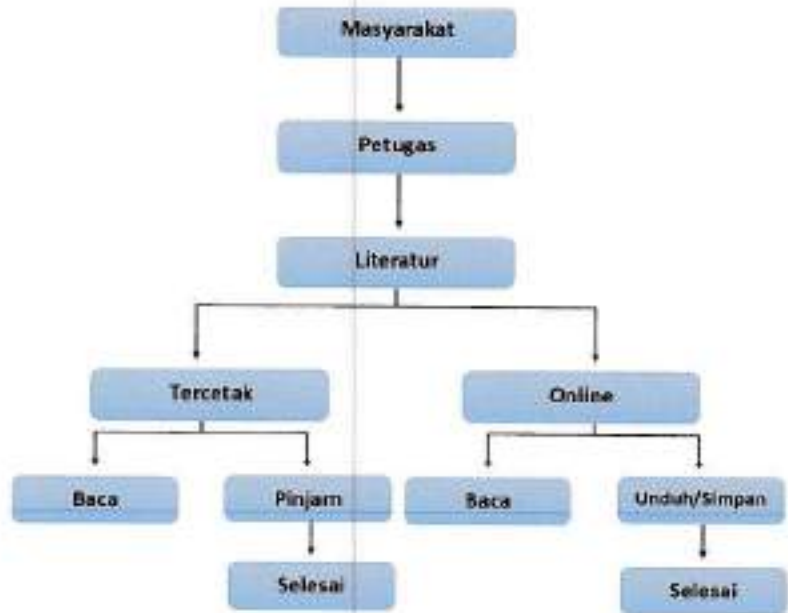 Masyarakat
Petugas
Literatur
Tercetak
Online
Baca
Pinjam
Baca
Unduh/Simpan
Selesai
Selesai